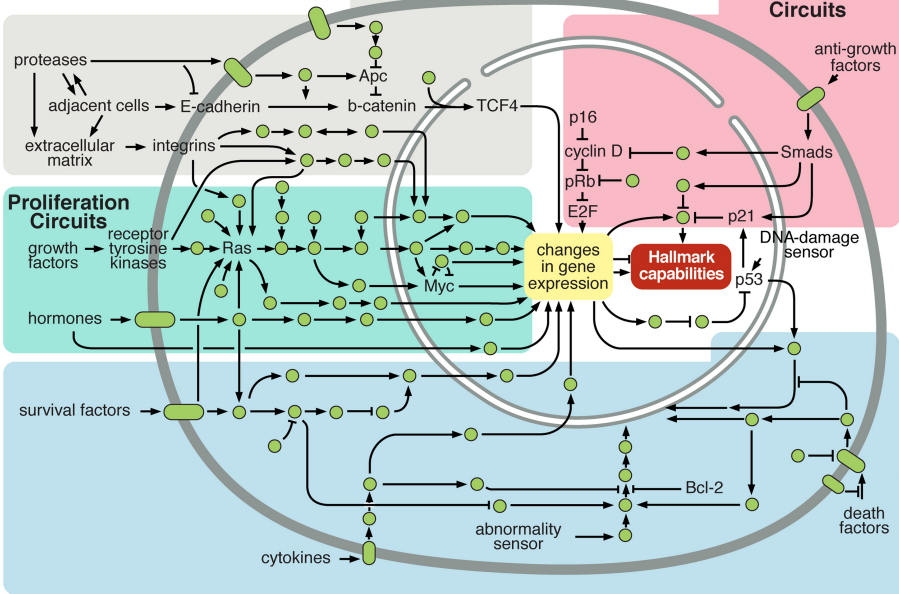 Circuits
anti-growth
factors
proteases
Apc
adjacent cells
E-cadherin
b-catenin
TCF4
p16
extracellular
matrix
integrins
cyclin D
Smads
pRb
E2F
p21
Proliferation
Circuits
growth
factors
receptor
tyrosine
kinases
Ras
Myc
changes
in gene
expression
Hallmark
capabilities
DNA-damage
sensor
p53
hormones
survival factors
Bcl-2
abnormality
sensor
death
factors
cytokines